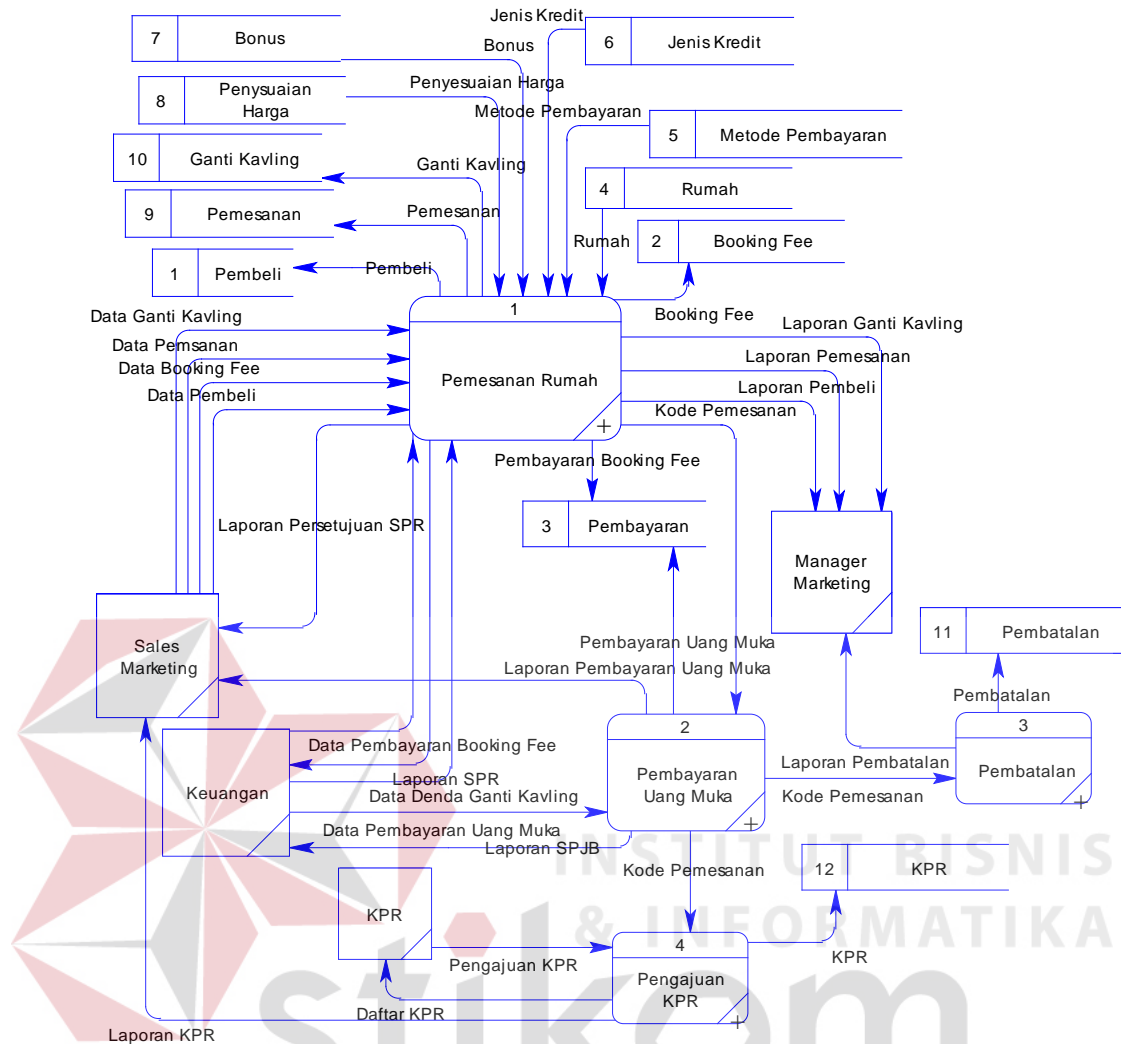 Jenis Kredit
7 Bonus
6 Jenis Kredit
Bonus
8 Penysuaian
Harga
Penyesuaian Harga
Metode Pembayaran
5 Metode Pembayaran
10 Ganti Kavling
Ganti Kavling
4 Rumah
9 Pemesanan
Pemesanan
Rumah
2 Booking Fee
1 Pembeli
Pembeli
1
Pemesanan Rumah
+
Booking Fee
Data Ganti Kavling
Data Pemsanan
Data Booking Fee
Data Pembeli
Laporan Ganti Kavling
Laporan Pemesanan
Laporan Pembeli
Kode Pemesanan
Pembayaran Booking Fee
Laporan Persetujuan SPR
3 Pembayaran
Manager
Marketing
Sales
Marketing
11 Pembatalan
Pembayaran Uang Muka
Laporan Pembayaran Uang Muka
Pembatalan
2
Pembayaran
Uang Muka
+
3
Pembatalan
+
Laporan Pembatalan
Kode Pemesanan
Keuangan
Data Pembayaran Booking Fee
Laporan SPR
Data Denda Ganti Kavling
Data Pembayaran Uang Muka
Laporan SPJB
INSTITUT BISNIS
& INFORMATIKA
Kode Pemesanan
12 KPR
KPR
4
Pengajuan
KPR
+
Pengajuan KPR
KPR
Daftar KPR
Laporan KPR
stikom